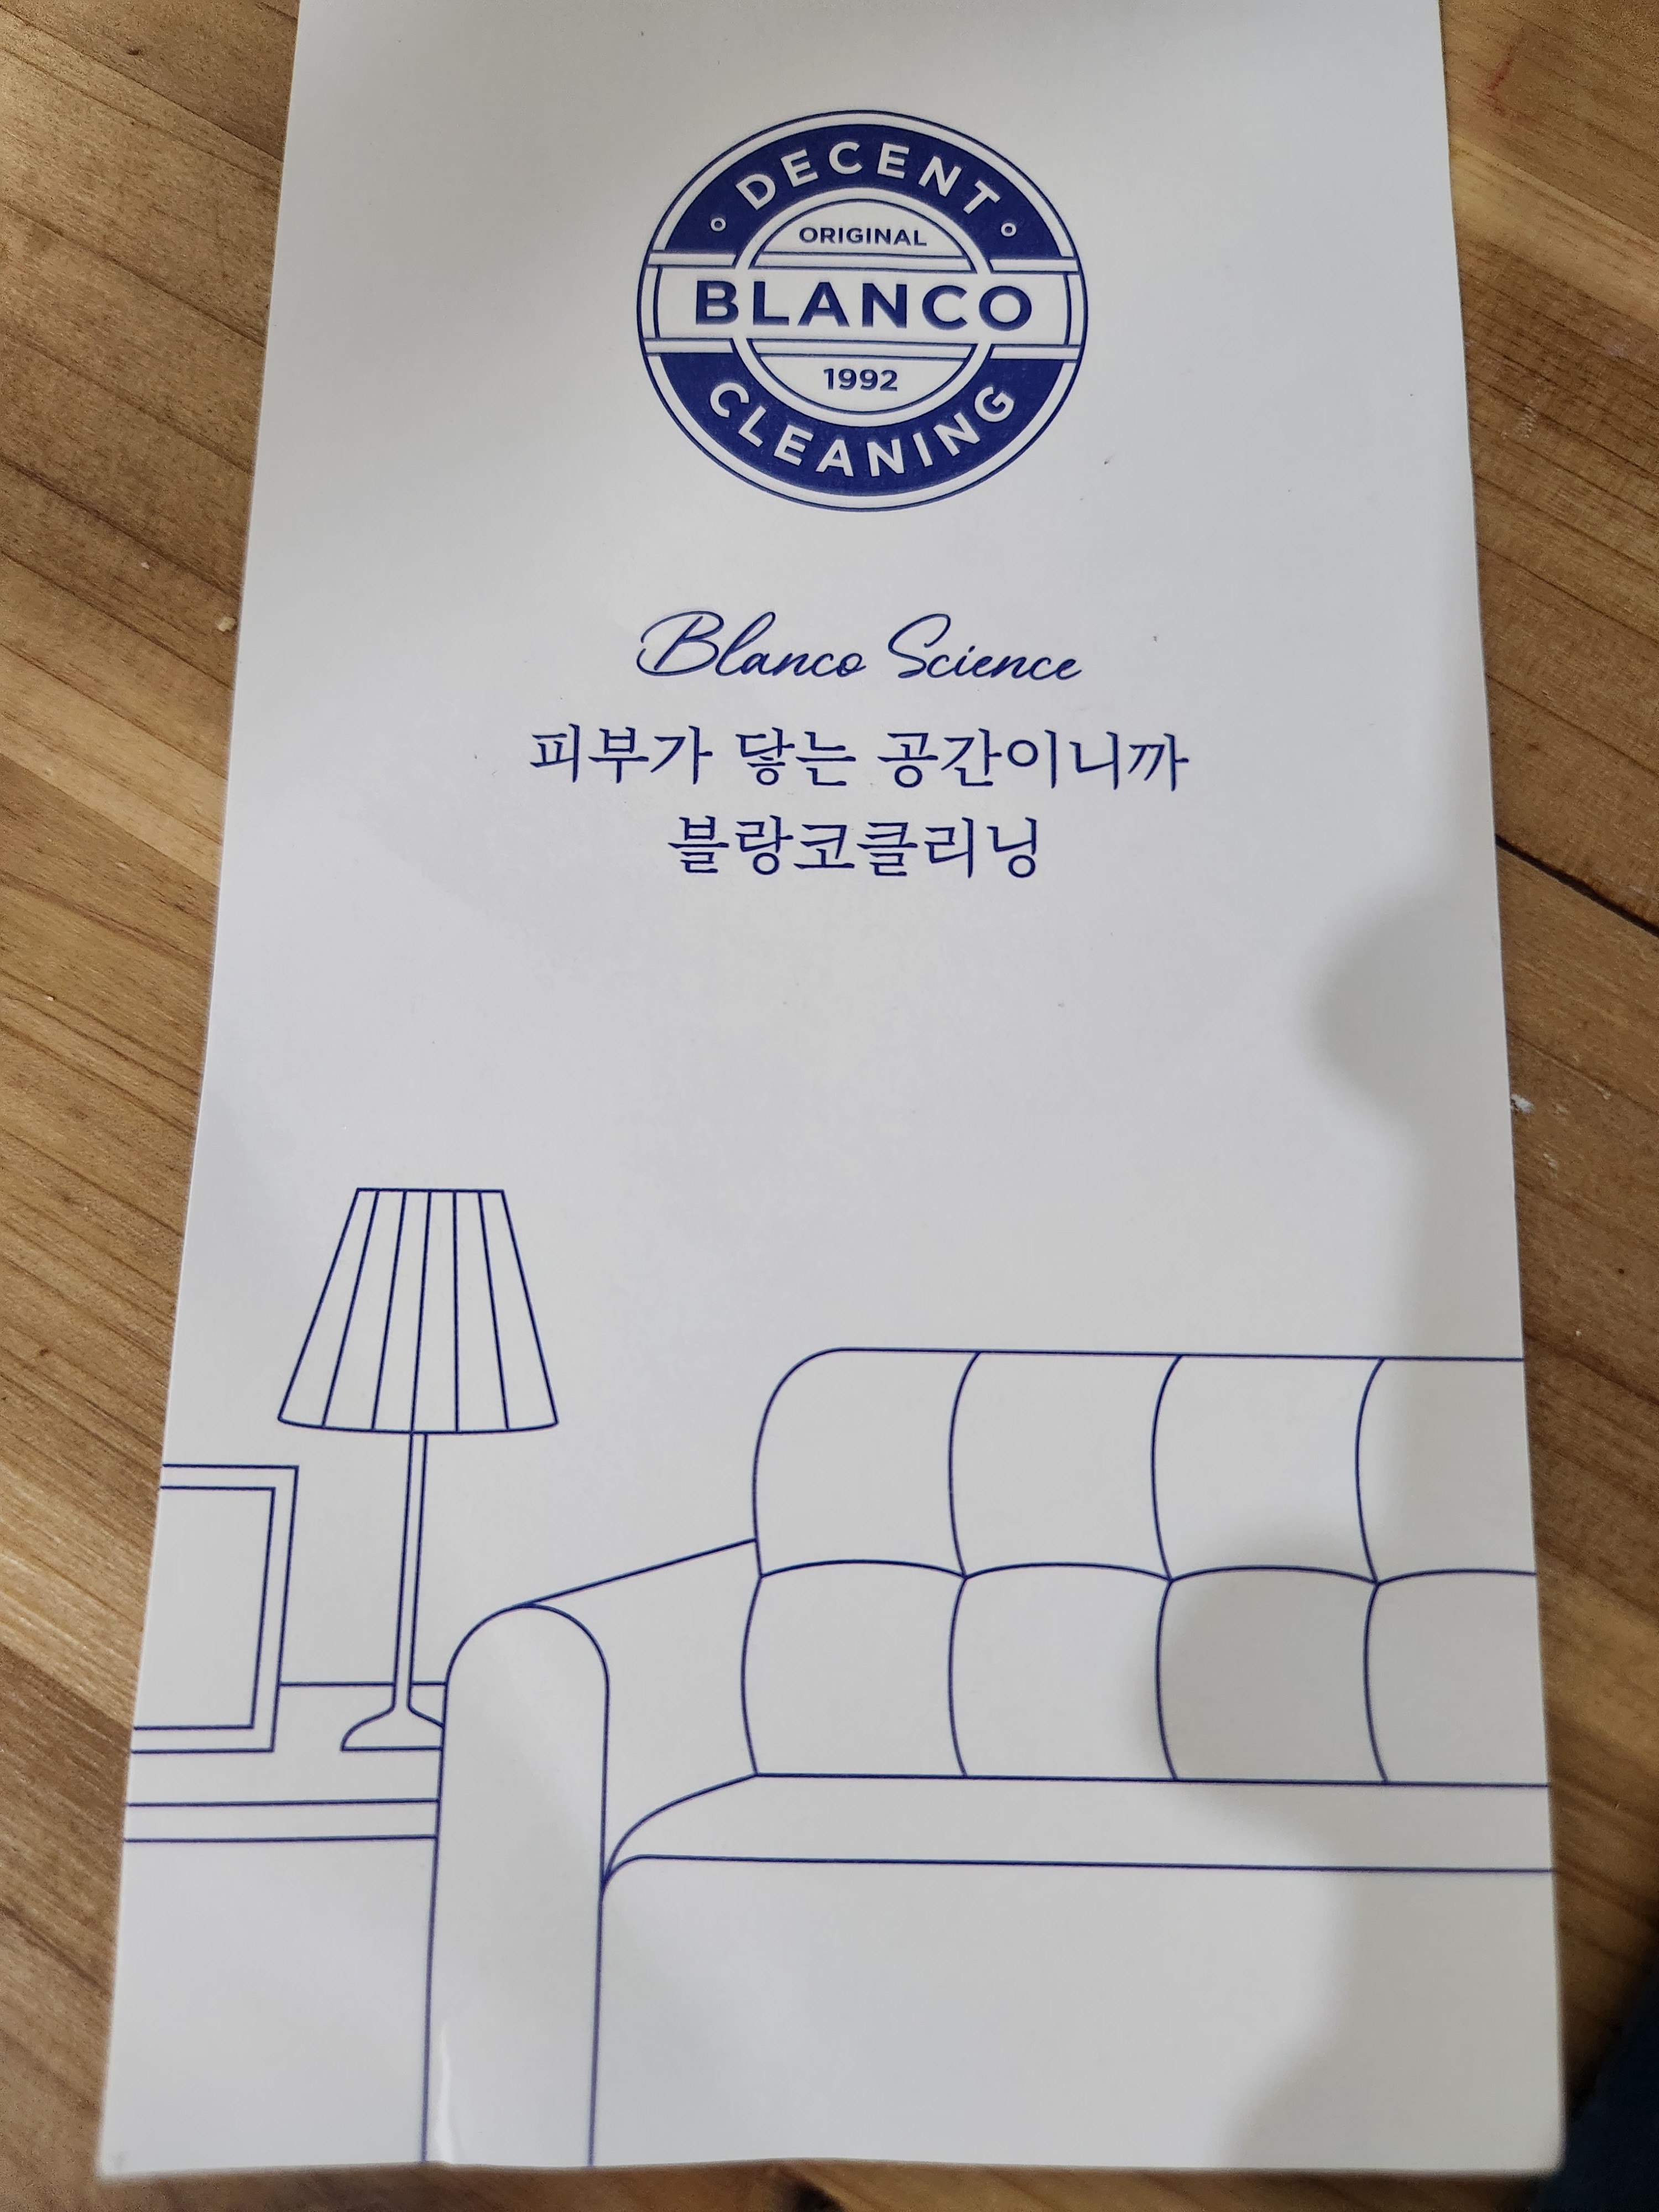 DECENT
ORIGINAL
BLANCO
1992
CLEANING
Blanco Science
피부가 닿는 공간이니까
블랑코클리닝